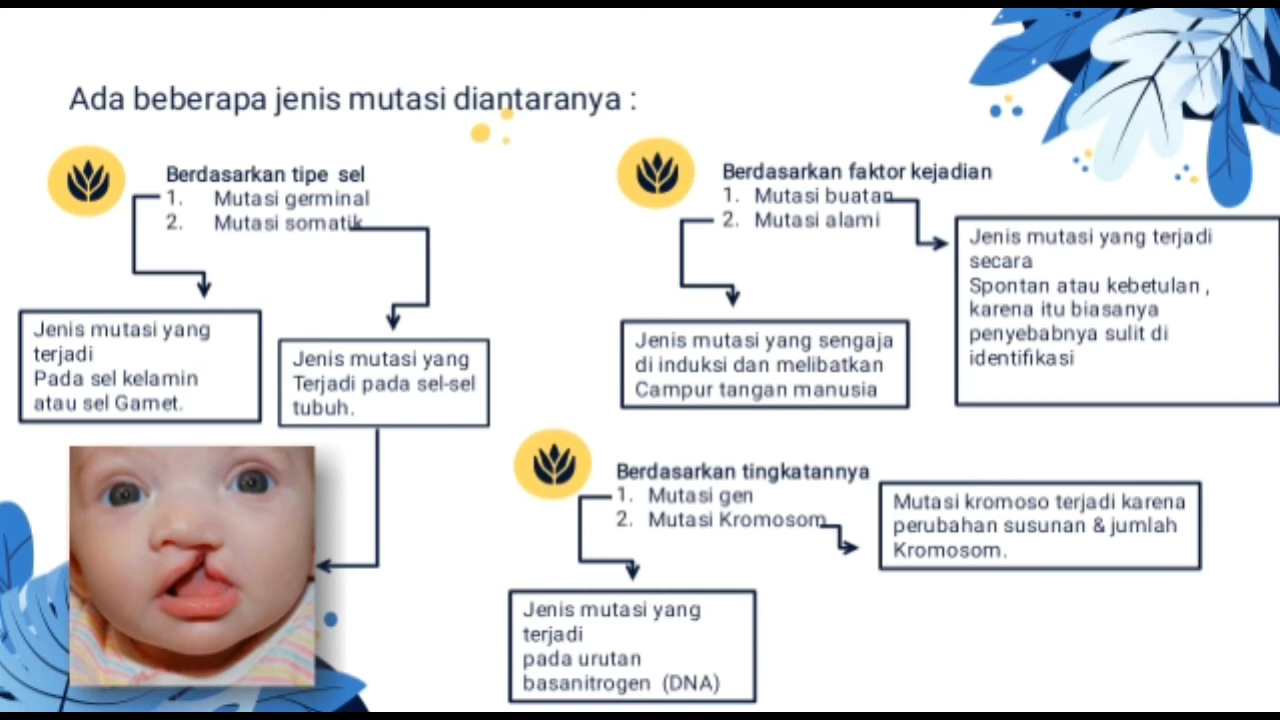 Ada beberapa jenis mutasi diantaranya :
Berdasarkan tipe sel
1. Mutasi germinal
2. Mutasi somatik
Jenis mutasi yang
terjadi
Pada sel kelamin
atau sel Gamet.
Jenis mutasi yang
Terjadi pada sel-sel
tubuh.
Berdasarkan faktor kejadian
1. Mutasi buatan
2. Mutasi alami
Jenis mutasi yang sengaja
di induksi dan melibatkan
Campur tangan manusia
Jenis mutasi yang terjadi
secara
Spontan atau kebetulan ,
karena itu biasanya
penyebabnya sulit di
identifikasi
Berdasarkan tingkatannya
1. Mutasi gen
2. Mutasi Kromosom
Jenis mutasi yang
terjadi
pada urutan
basanitrogen (DNA)
Mutasi kromoso terjadi karena
perubahan susunan & jumlah
Kromosom.